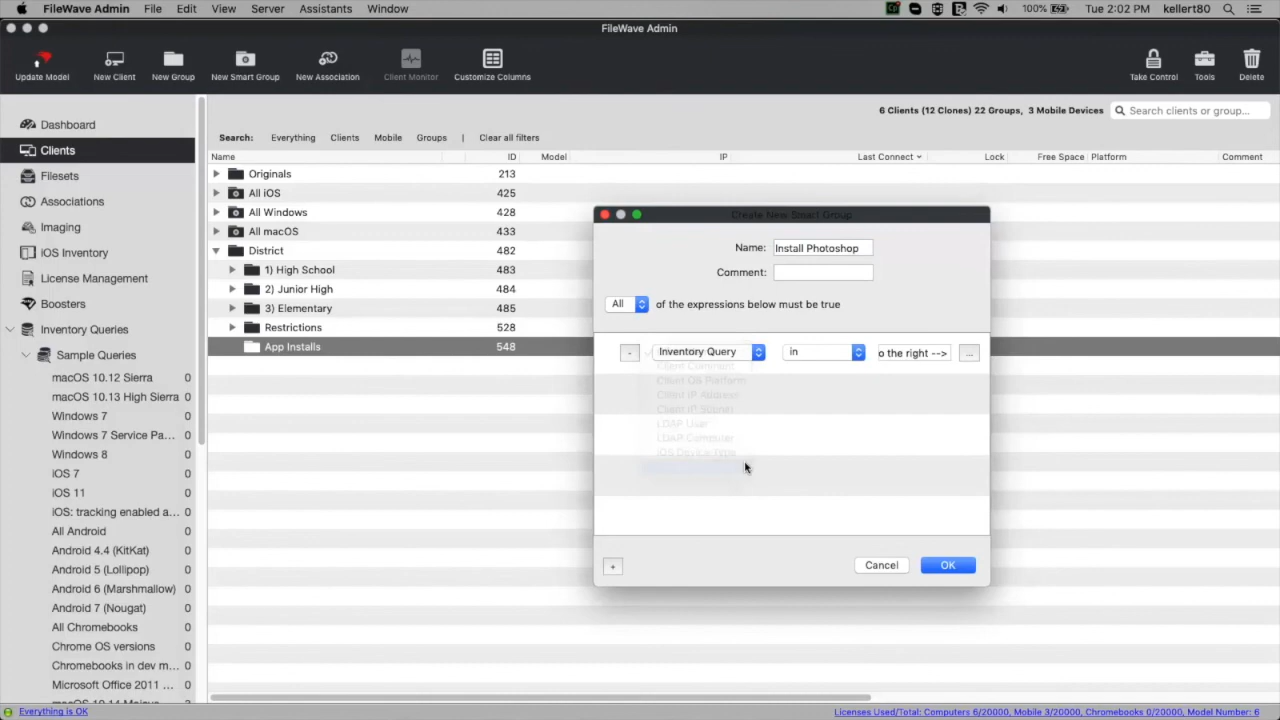 FileWave Admin File Edit View Server Assistants Window
100% Tue 2:02 PM kellert80
FileWave Admin
Update Model New Client New Group New Smart Group New Association Client Monitor Customize Columns Take Control Tools Delete
6 Clients (12 Clones) 22 Groups, 3 Mobile Devices Search clients or group...
Dashboard
Search: Everything Clients Mobile Groups | Clear all filters
Clients
Name ID Model IP Last Connect Lock Free Space Platform Comment
Originals 213
Filesets
All iOS 425
Associations
All Windows 428
Imaging
All macOS 431
iOS Inventory
District 482
License Management
1) High School 483
2) Junior High 484
Boosters
3) Elementary 485
Inventory Queries
Restrictions 528
Sample Queries
App Installs 548
macOS 10.12 Sierra 0
macOS 10.13 High Sierra 0
Windows 7 0
Windows 7 Service Pa... 0
Windows 8 0
iOS 7 0
iOS 11 0
iOS: tracking enabled a... 0
All Android 0
Android 4.4 (KitKat) 0
Android 5 (Lollipop) 0
Android 6 (Marshmallow) 0
Android 7 (Nougat) 0
All Chromebooks 0
Chrome OS versions 0
Chromebooks in dev m... 0
Microsoft Office 2011 ... 0
Create New Smart Group
Name: Install Photoshop
Comment:
All of the expressions below must be true
- Inventory Query in o the right --> ...
Client Comment
Client OS Platform
Client IP Address
Client IP Subnet
LDAP User
LDAP Computer
iOS Device Type
+ Cancel OK
Everything is OK
Licenses Used/Total: Computers 6/20000, Mobile 3/20000, Chromebooks 0/20000, Model Number: 6